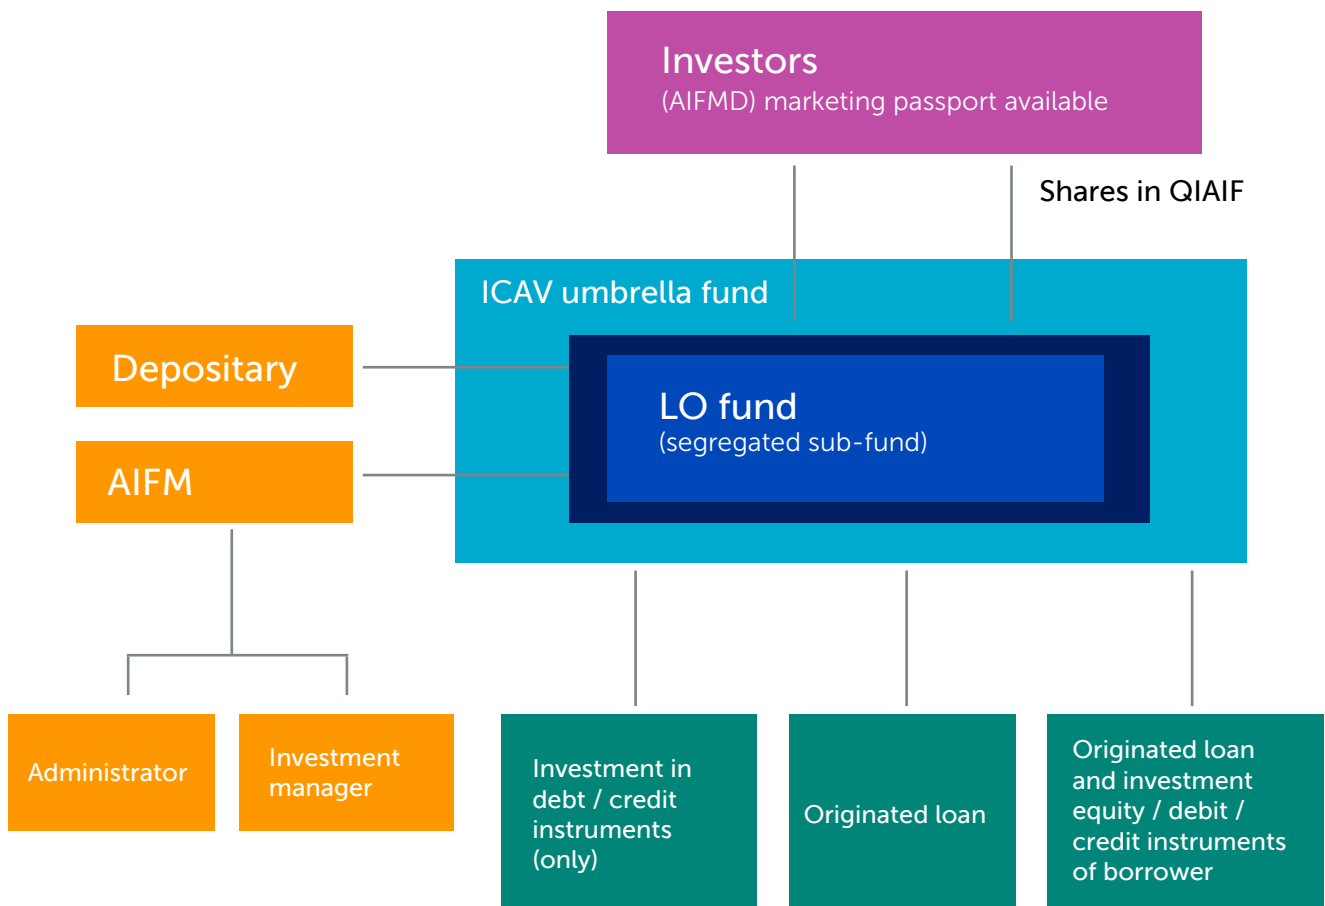 Investors
(AIFMD) marketing passport available
Shares in QIAIF
ICAV umbrella fund
Depositary
LO fund
(segregated sub-fund)
AIFM
Administrator
Investment
manager
Investment in
debt / credit
instruments
(only)
Originated loan
Originated loan
and investment
equity / debit /
credit instruments
of borrower